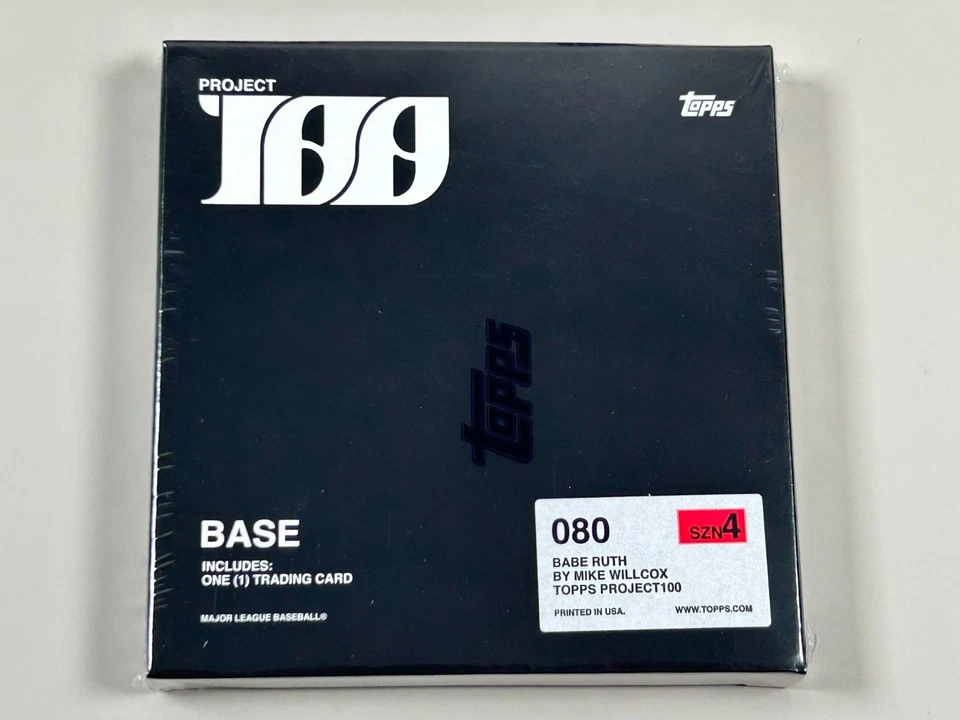 PROJECT
100
topps
topps
BASE
INCLUDES:
ONE (1) TRADING CARD
MAJOR LEAGUE BASEBALL®
080
SZN4
BABE RUTH
BY MIKE WILLCOX
TOPPS PROJECT100
PRINTED IN USA.
WWW.TOPPS.COM